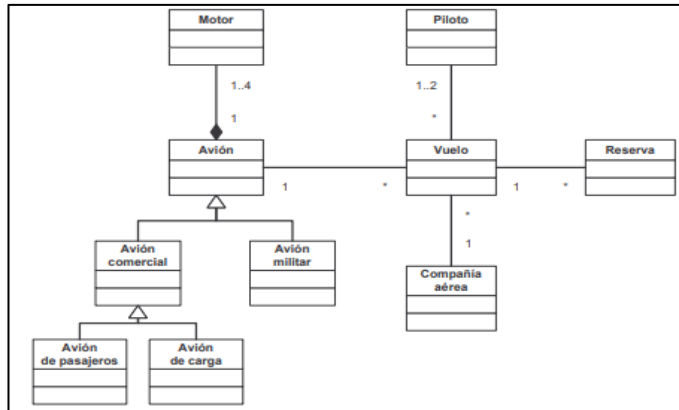 Motor
Piloto
1..4
1..2
1
*
Avión
Vuelo
Reserva
1
*
1
*
*
1
Avión
comercial
Avión
militar
Compañía
aérea
Avión
de pasajeros
Avión
de carga